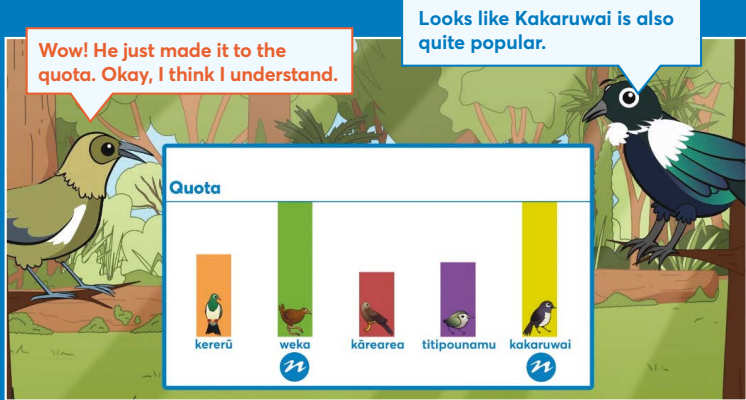 Looks like Kakaruwai is also
quite popular.
Wow! He just made it to the
quota. Okay, I think I understand.
Quota
kererū
weka
kārearea
titipounamu
kakaruwai